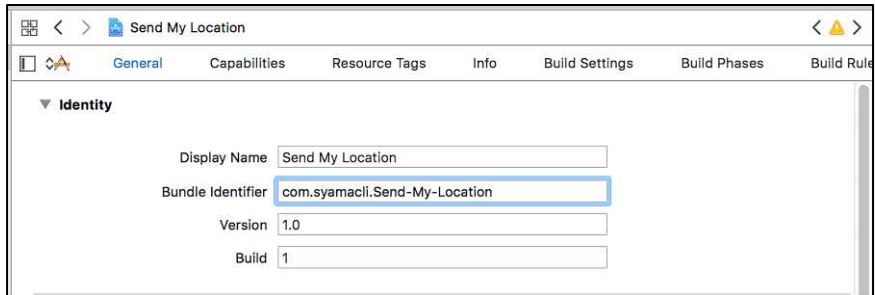 Send My Location
General Capabilities Resource Tags Info Build Settings Build Phases Build Rule
Identity
Display Name Send My Location
Bundle Identifier com.syamacli.Send-My-Location
Version 1.0
Build 1